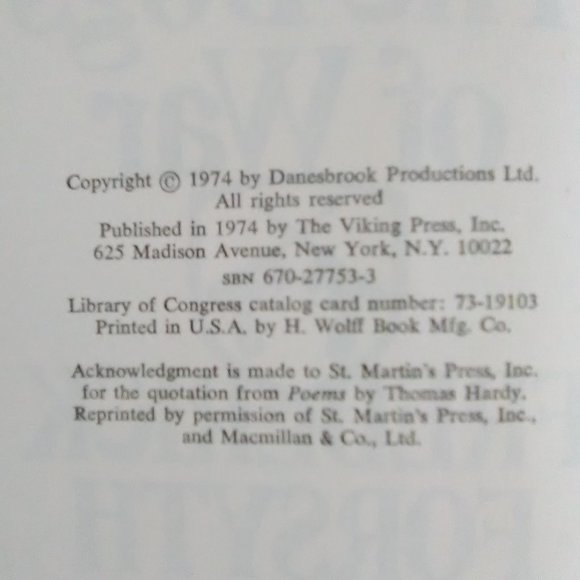 Copyright © 1974 by Danesbrook Productions Ltd.
All rights reserved
Published in 1974 by The Viking Press, Inc.
625 Madison Avenue, New York, N.Y. 10022
SBN 670-27753-3
Library of Congress catalog card number: 73-19103
Printed in U.S.A. by H. Wolff Book Mfg. Co.
Acknowledgment is made to St. Martin's Press, Inc.
for the quotation from Poems by Thomas Hardy.
Reprinted by permission of St. Martin's Press, Inc.,
and Macmillan & Co., Ltd.